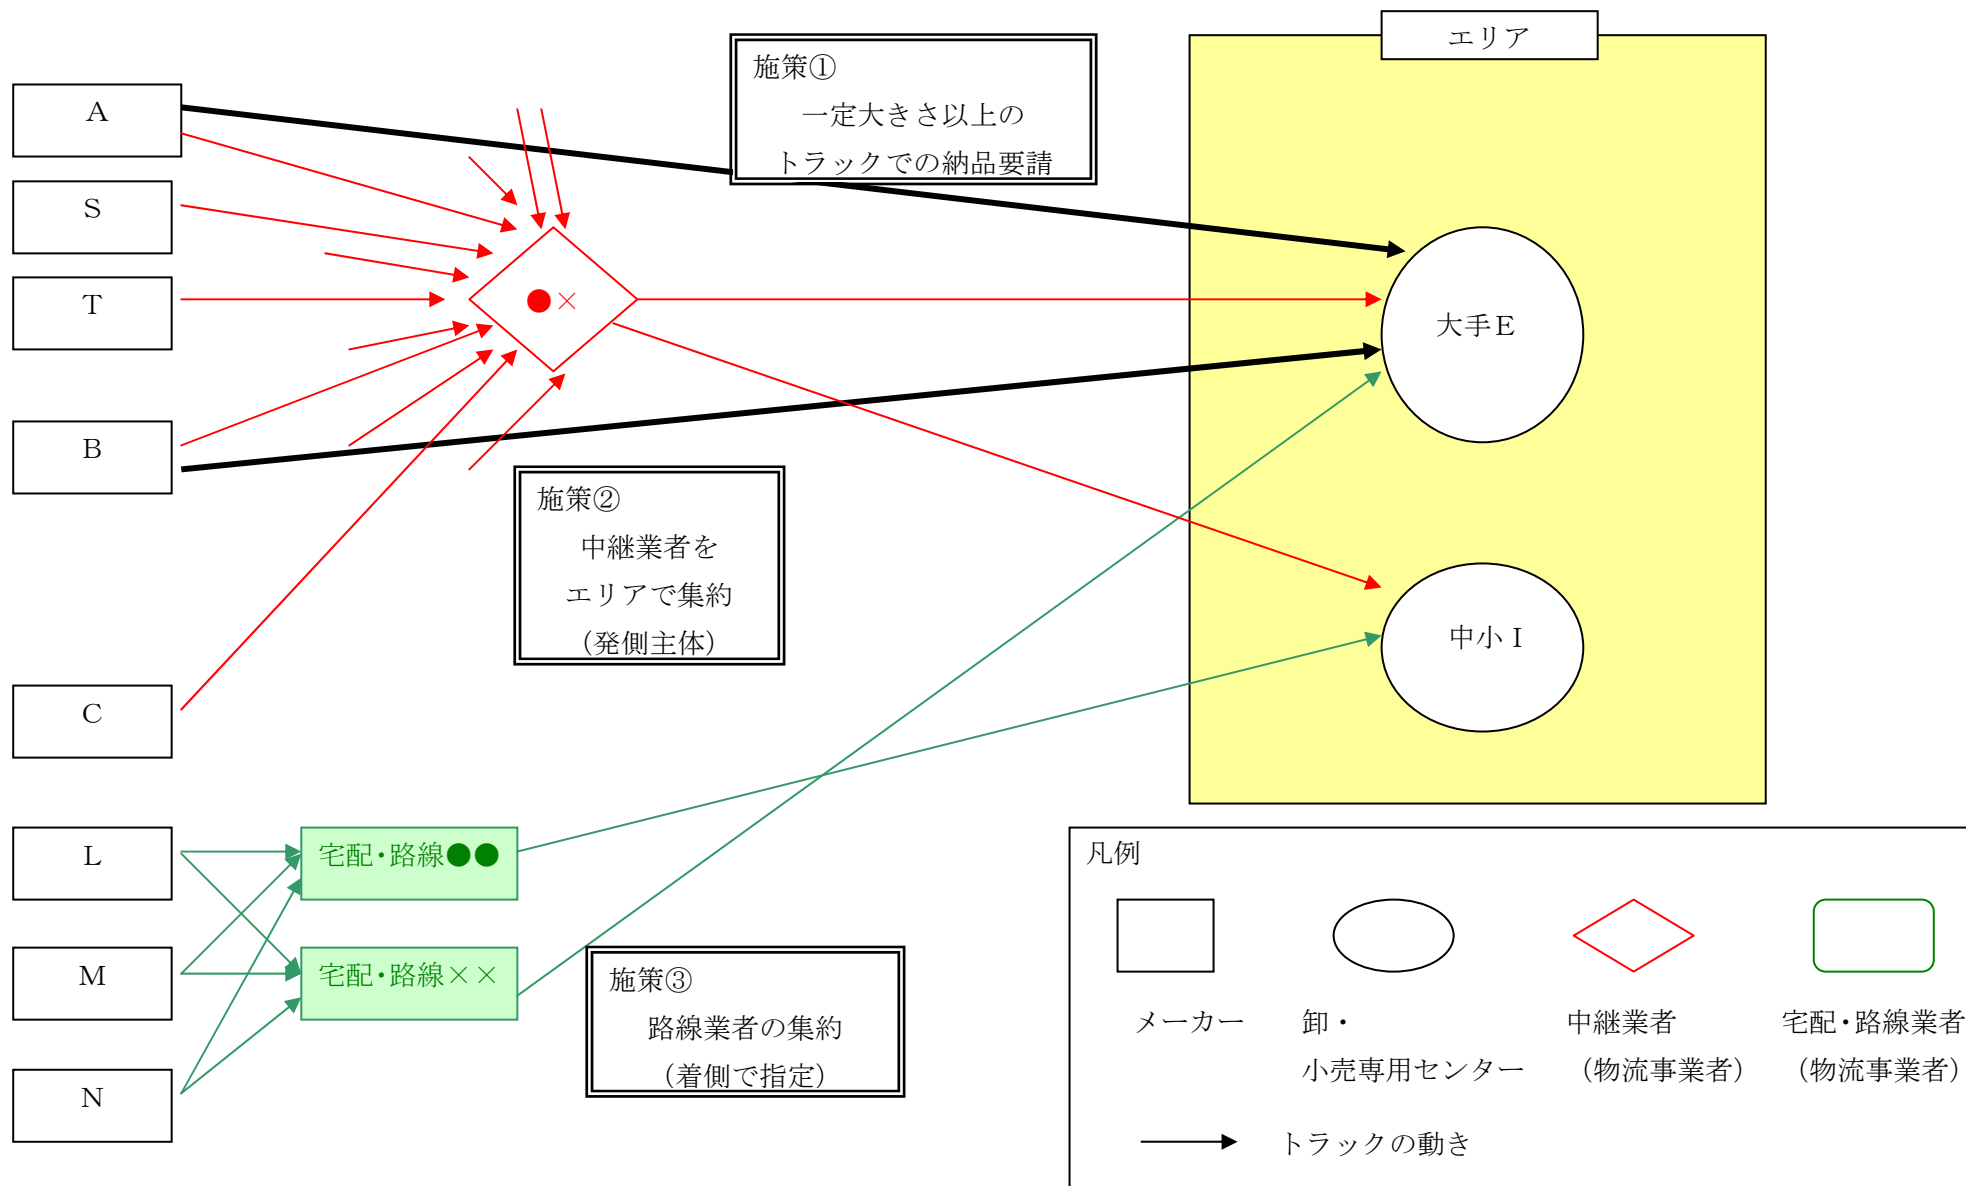 エリア
施策①
一定大きさ以上の
トラックでの納品要請
A
S
T
●×
大手E
B
施策②
中継業者を
エリアで集約
（発側主体）
中小I
C
L
宅配・路線●●
M
宅配・路線××
施策③
路線業者の集約
（着側で指定）
N
凡例
メーカー
卸・
小売専用センター
中継業者
（物流事業者）
宅配・路線業者
（物流事業者）
トラックの動き